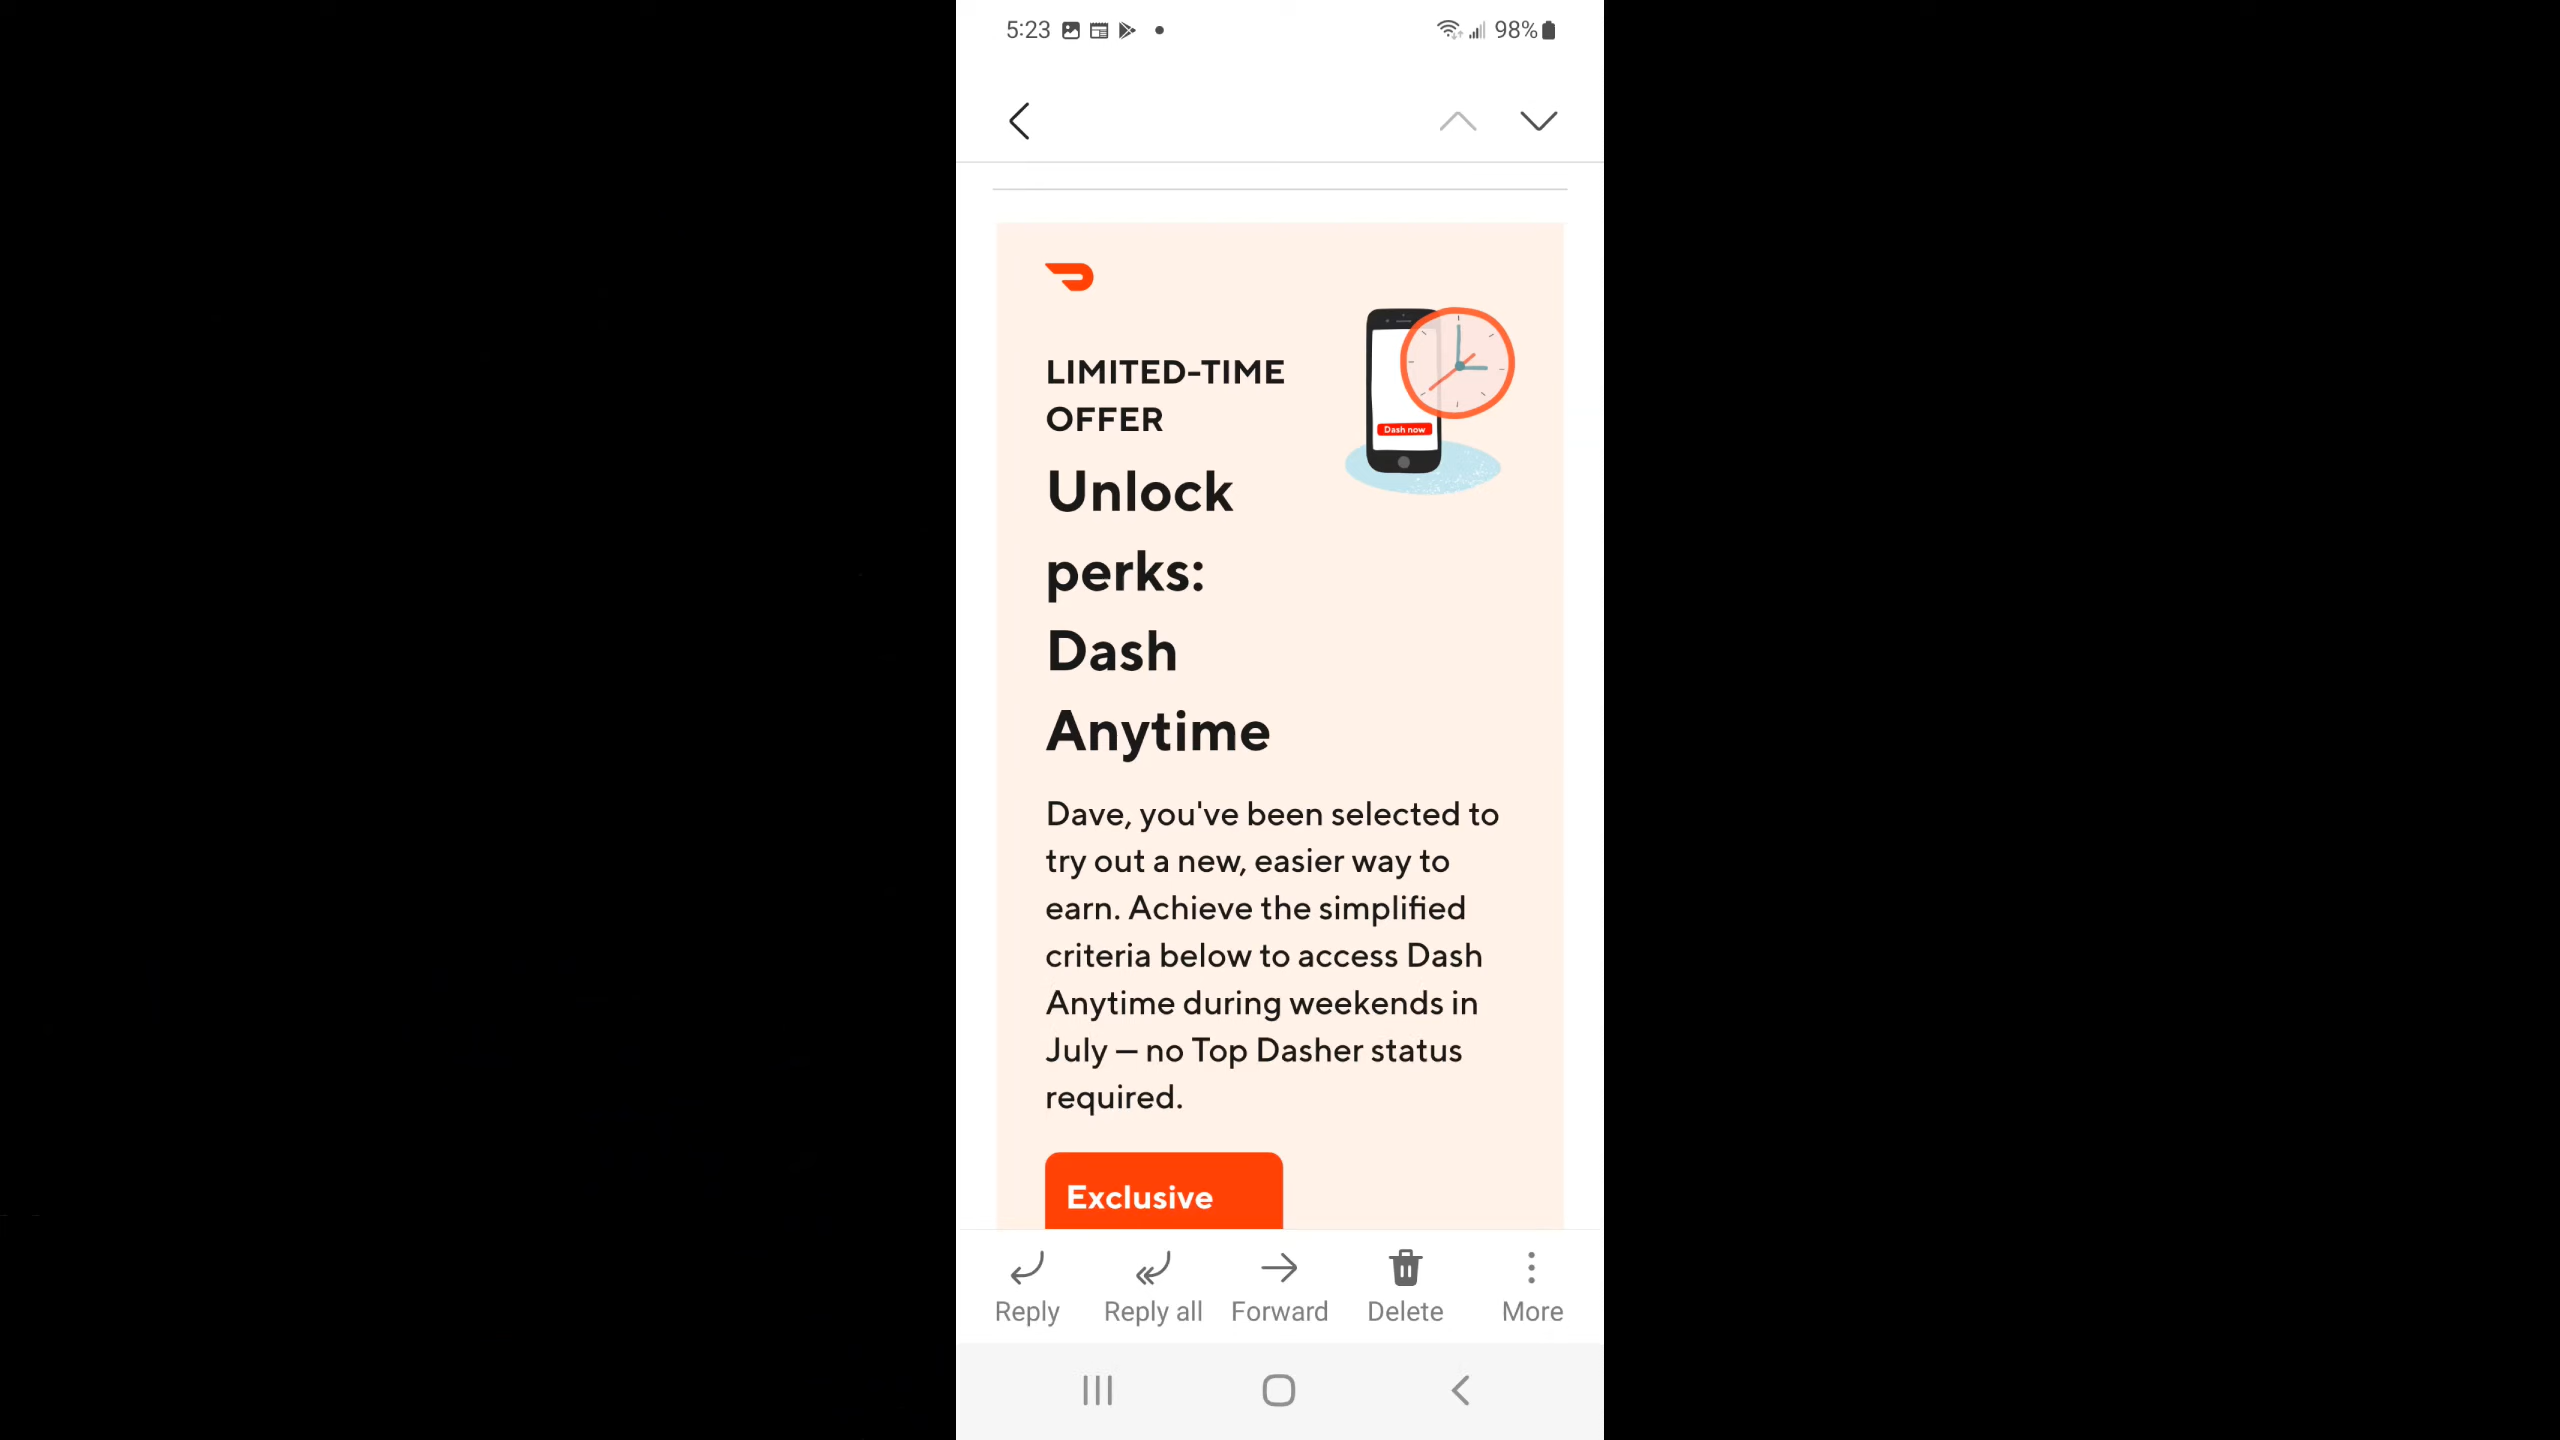 5:23
98%
LIMITED-TIME
OFFER
Dash now
Unlock
perks:
Dash
Anytime
Dave, you've been selected to
try out a new, easier way to
earn. Achieve the simplified
criteria below to access Dash
Anytime during weekends in
July – no Top Dasher status
required.
Exclusive
Reply Reply all Forward Delete More